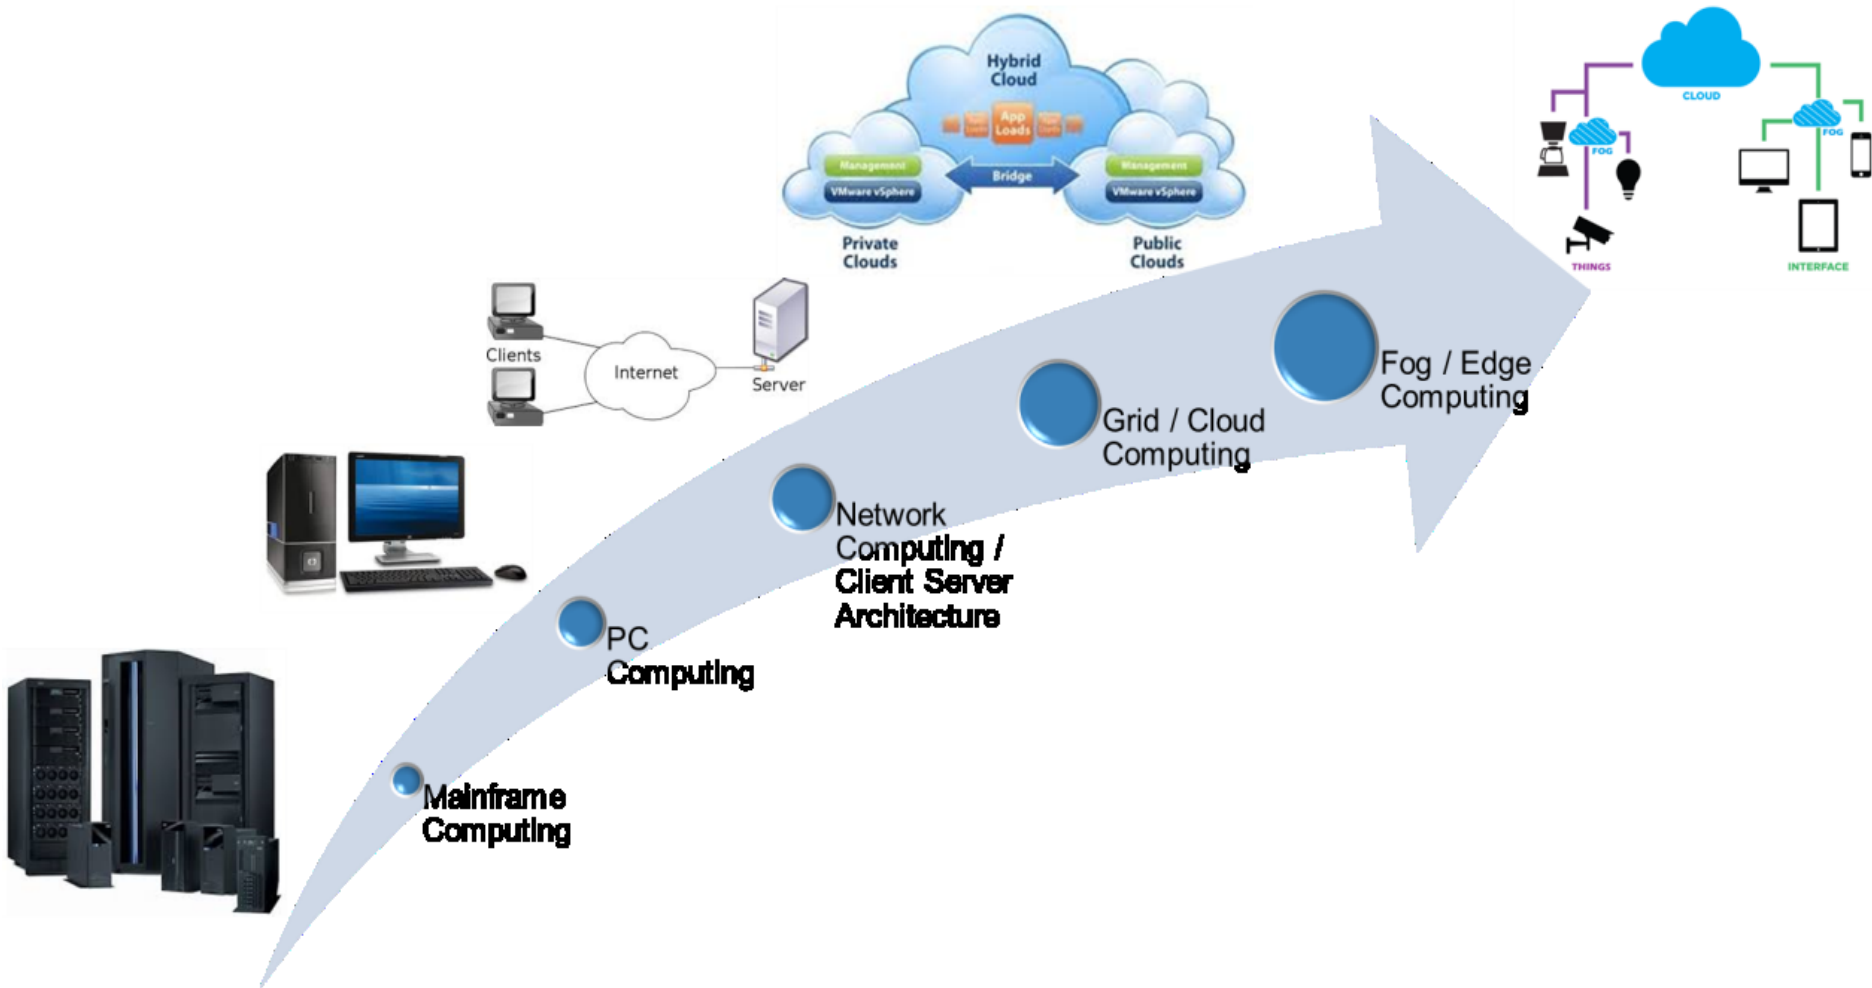 Hybrid
Cloud
App
Loads
Management
VMware vSphere
Bridge
Management
VMware vSphere
Private
Clouds
Public
Clouds
CLOUD
FOG
FOG
THINGS
INTERFACE
Clients
Internet
Server
Fog / Edge
Computing
Grid / Cloud
Computing
Network
Computing /
Client Server
Architecture
PC
Computing
Mainframe
Computing